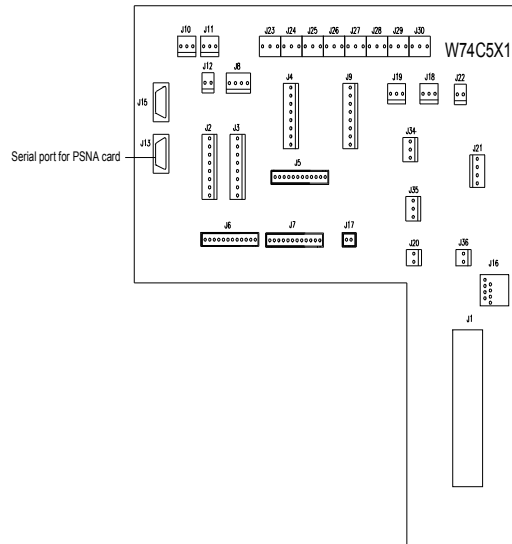 J10 J11 J23 J24 J25 J26 J27 J28 J29 J30
W74C5X1
J12 J8 J4 J9 J19 J18 J22
J15
J13 J2 J3 J34 J21
Serial port for PSNA card
J5
J35
J6 J7 J17
J20 J36
J16
J1